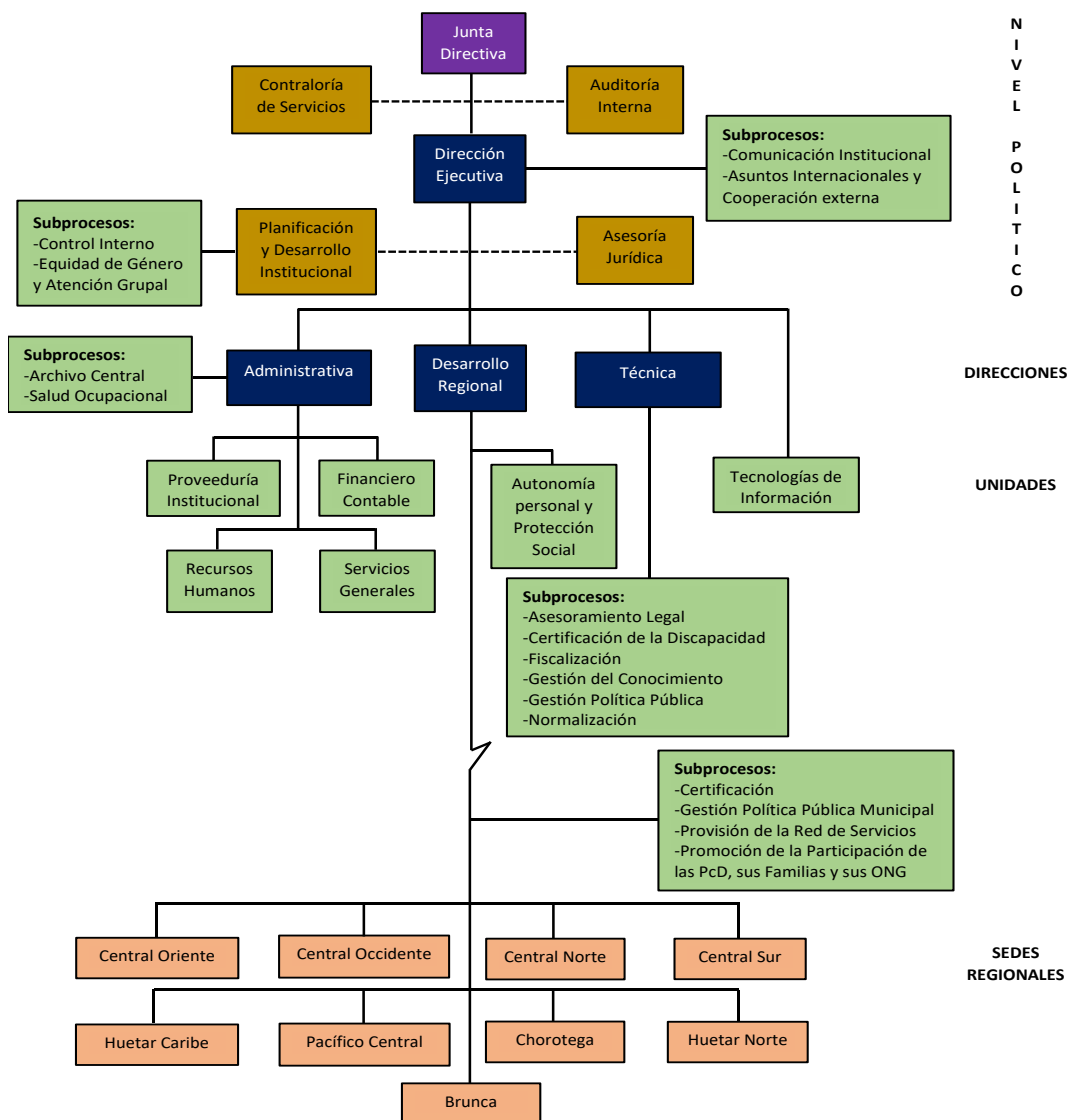 Junta
Directiva
Contraloría
de Servicios
Auditoría
Interna
Dirección
Ejecutiva
Subprocesos:
-Comunicación Institucional
-Asuntos Internacionales y
Cooperación externa
Subprocesos:
-Control Interno
-Equidad de Género
y Atención Grupal
Planificación
y Desarrollo
Institucional
Asesoría
Jurídica
NIVEL POLITICO
Subprocesos:
-Archivo Central
-Salud Ocupacional
Administrativa
Desarrollo
Regional
Técnica
DIRECCIONES
Proveeduría
Institucional
Financiero
Contable
Autonomía
personal y
Protección
Social
Tecnologías de
Información
UNIDADES
Recursos
Humanos
Servicios
Generales
Subprocesos:
-Asesoramiento Legal
-Certificación de la Discapacidad
-Fiscalización
-Gestión del Conocimiento
-Gestión Política Pública
-Normalización
Subprocesos:
-Certificación
-Gestión Política Pública Municipal
-Provisión de la Red de Servicios
-Promoción de la Participación de
las PcD, sus Familias y sus ONG
Central Oriente
Central Occidente
Central Norte
Central Sur
SEDES
REGIONALES
Huetar Caribe
Pacífico Central
Chorotega
Huetar Norte
Brunca